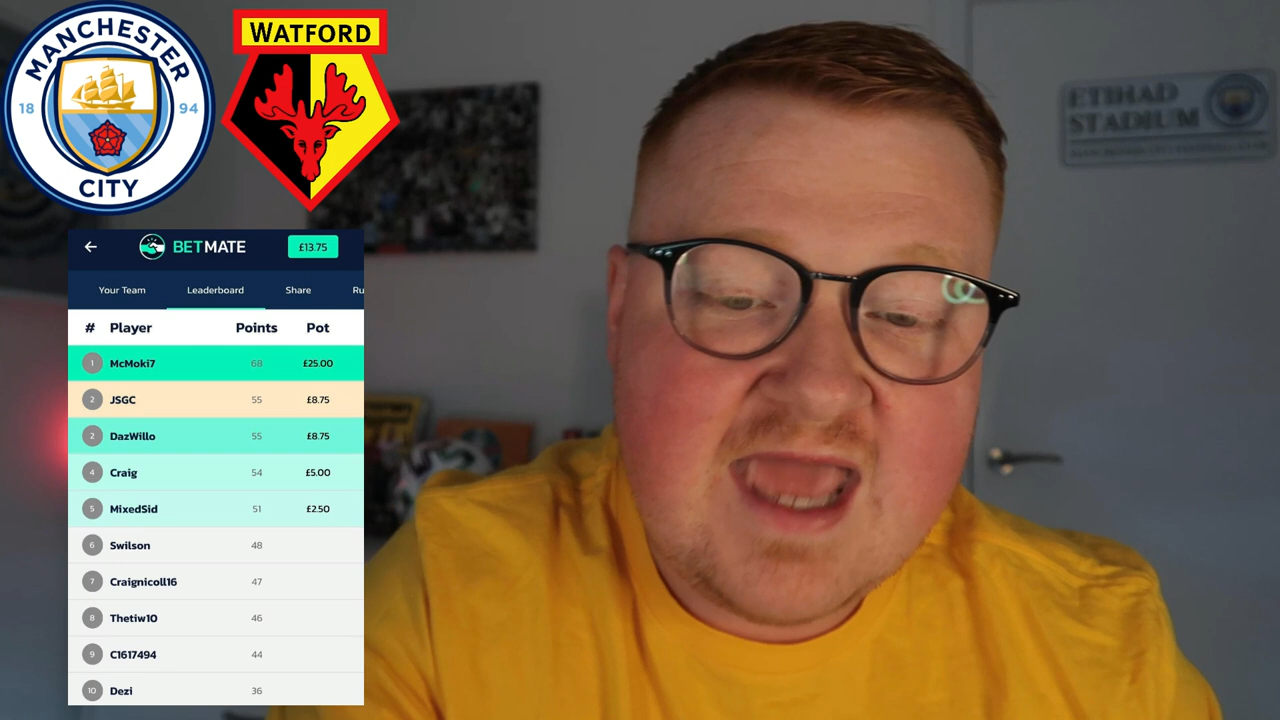 MANCHESTER
18 94
CITY
WATFORD
ETIHAD
STADIUM
BETMATE
£13.75
Your Team Leaderboard Share Ru
# Player Points Pot
1 McMoki7 68 £25.00
2 JSGC 55 £8.75
2 DazWillo 55 £8.75
4 Craig 54 £5.00
5 MixedSid 51 £2.50
6 Swilson 48
7 Craignicoll16 47
8 Thetiw10 46
9 C1617494 44
10 Dezi 36